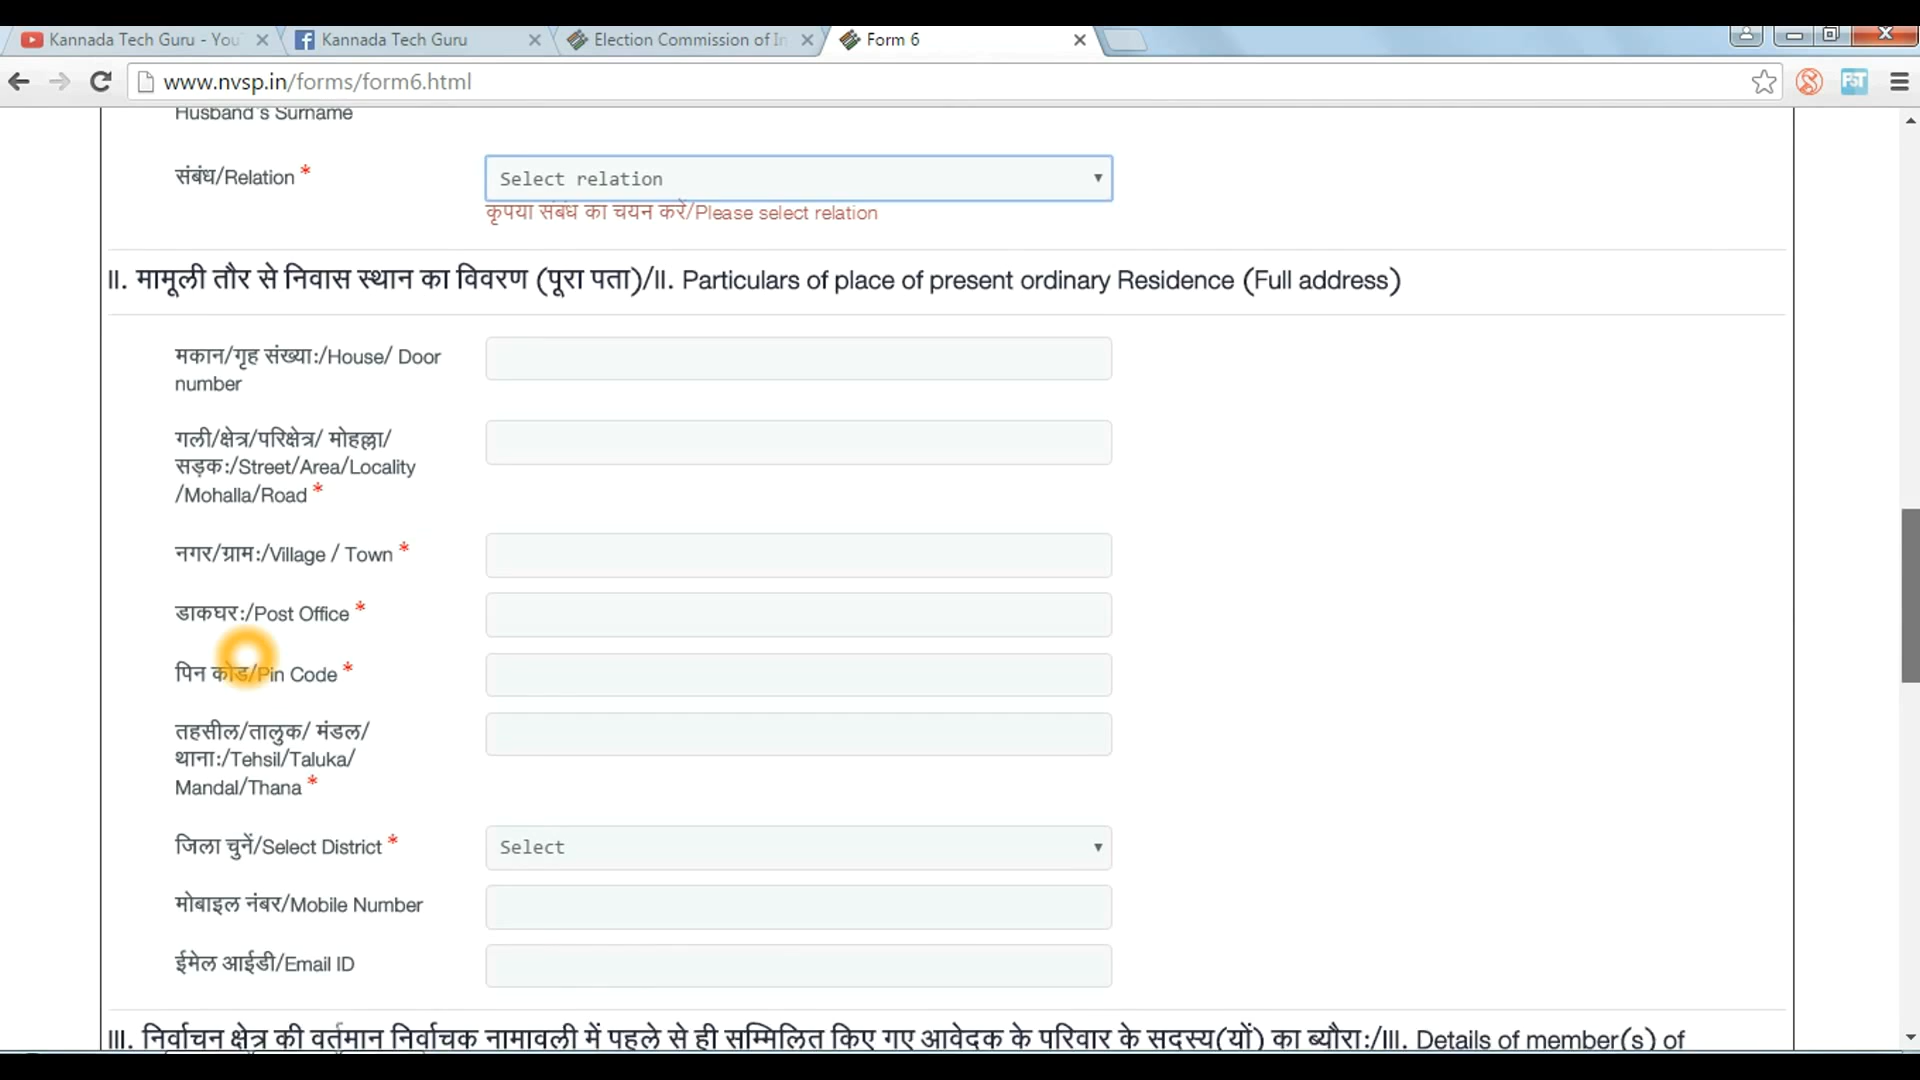 Kannada Tech Guru - You
Kannada Tech Guru
Election Commission of In
Form 6
www.nvsp.in/forms/form6.html
PST
Husband's Surname
संबंध/Relation *
Select relation
कृपया संबंध का चयन करें/Please select relation
II. मामूली तौर से निवास स्थान का विवरण (पूरा पता)/II. Particulars of place of present ordinary Residence (Full address)
मकान/गृह संख्या:/House/ Door
number
गली/क्षेत्र/परिक्षेत्र/ मोहल्ला/
सड़क:/Street/Area/Locality
/Mohalla/Road *
नगर/ग्राम:/Village / Town *
डाकघर:/Post Office *
पिन कोड/Pin Code *
तहसील/तालुक/ मंडल/
थाना:/Tehsil/Taluka/
Mandal/Thana *
जिला चुनें/Select District *
Select
मोबाइल नंबर/Mobile Number
ईमेल आईडी/Email ID
III. निर्वाचन क्षेत्र की वर्तमान निर्वाचक नामावली में पहले से ही सम्मिलित किए गए आवेदक के परिवार के सदस्य(यों) का ब्यौरा:/III. Details of member(s) of